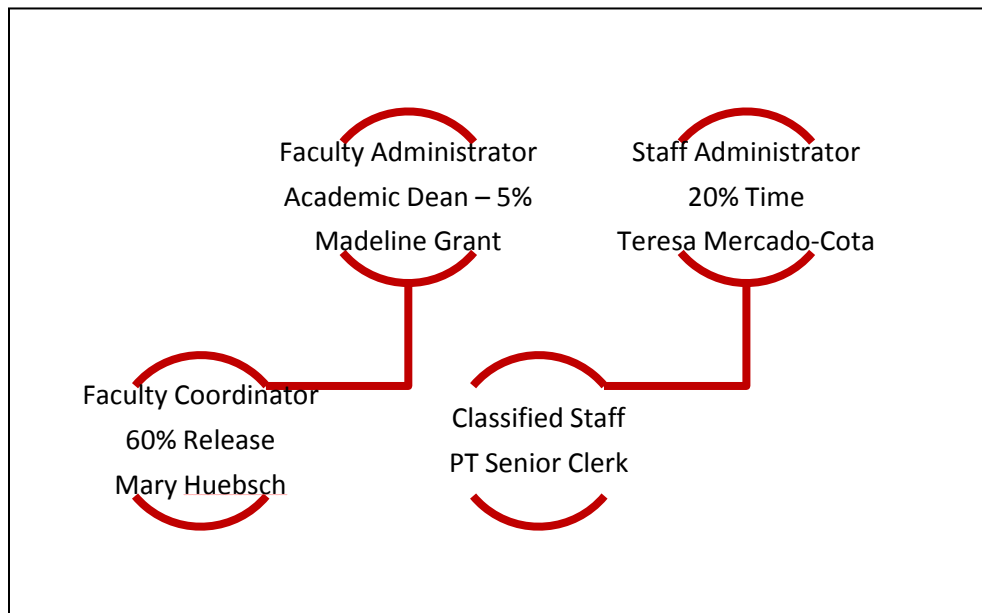 Faculty Administrator
Academic Dean – 5%
Madeline Grant
Staff Administrator
20% Time
Teresa Mercado-Cota
Faculty Coordinator
60% Release
Mary Huebsch
Classified Staff
PT Senior Clerk